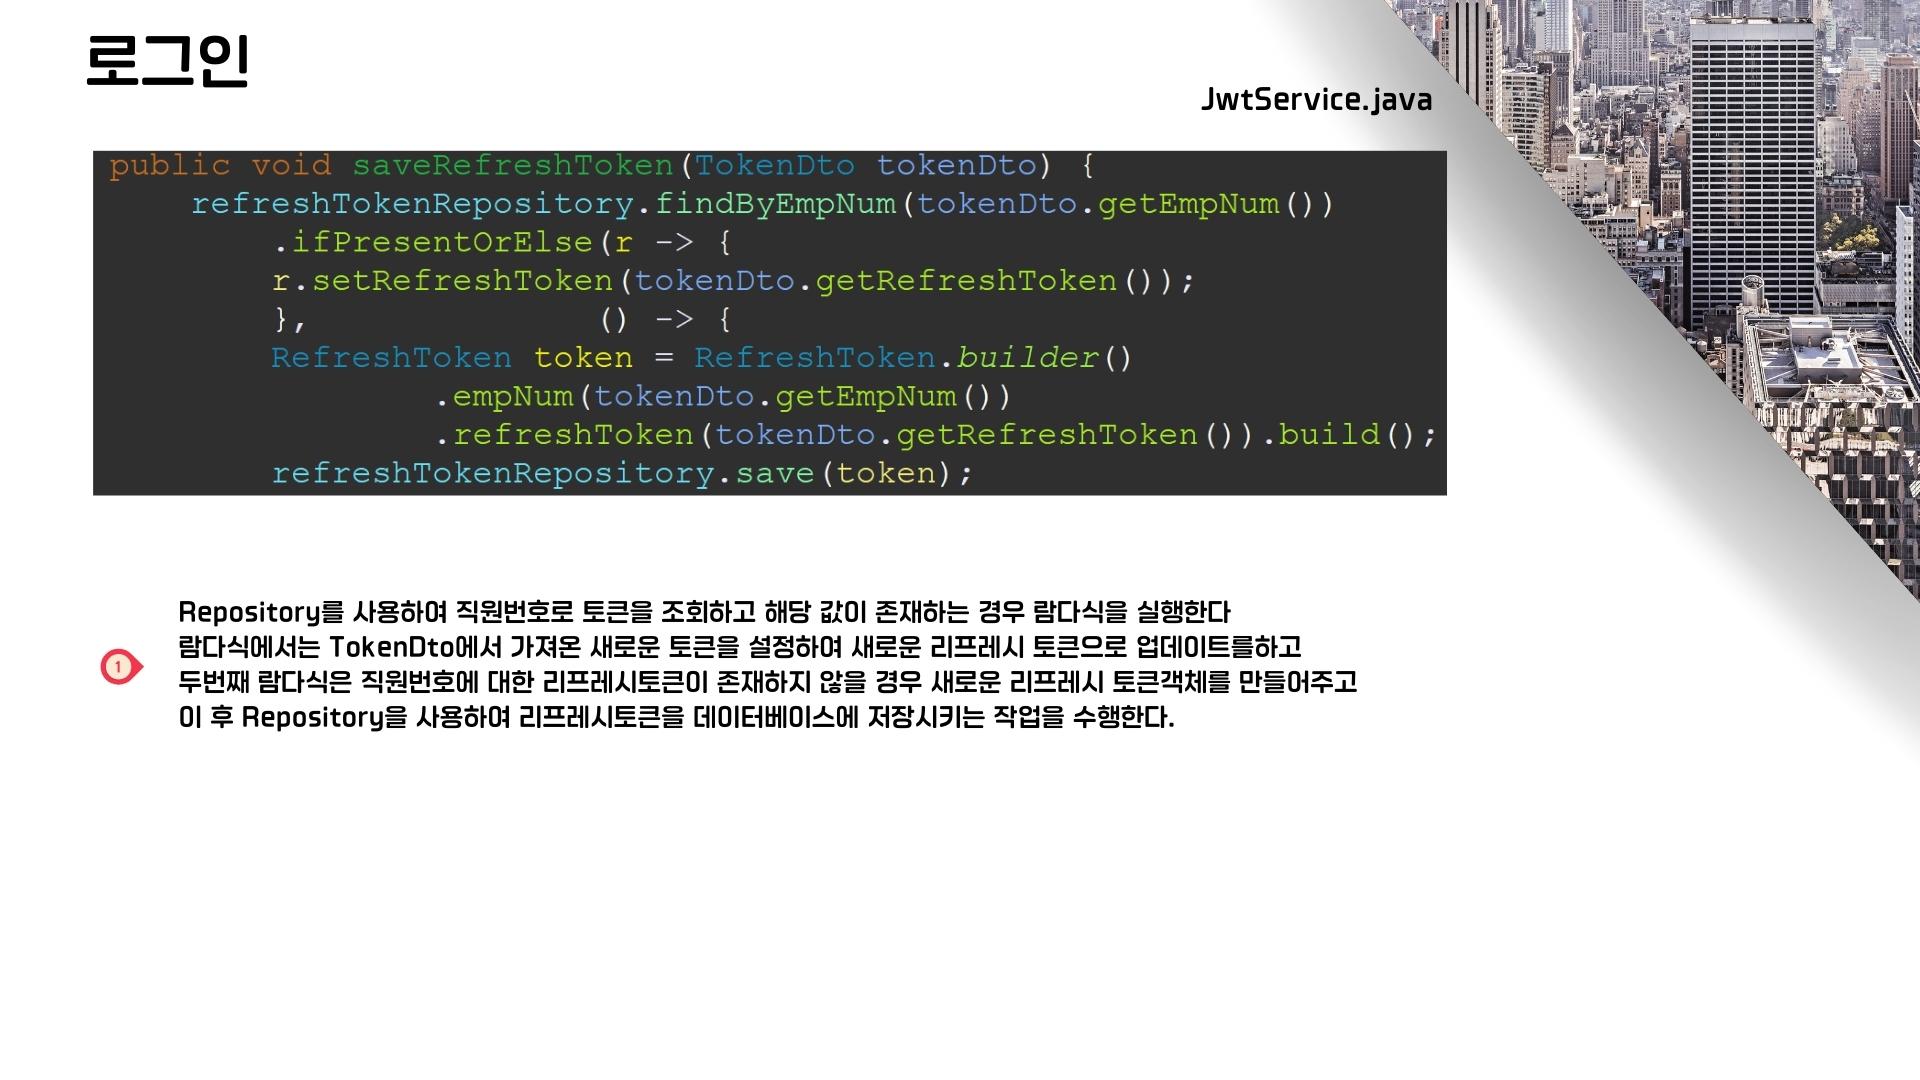 로그인
JwtService.java
public void saveRefreshToken(TokenDto tokenDto) {
refreshTokenRepository.findByEmpNum(tokenDto.getEmpNum())
.ifPresentOrElse(r -> {
r.setRefreshToken(tokenDto.getRefreshToken());
}, () -> {
RefreshToken token = RefreshToken.builder()
.empNum(tokenDto.getEmpNum())
.refreshToken(tokenDto.getRefreshToken()).build();
refreshTokenRepository.save(token);
Repository를 사용하여 직원번호로 토큰을 조회하고 해당 값이 존재하는 경우 람다식을 실행한다
람다식에서는 TokenDto에서 가져온 새로운 토큰을 설정하여 새로운 리프레시 토큰으로 업데이트를하고
1
두번째 람다식은 직원번호에 대한 리프레시토큰이 존재하지 않을 경우 새로운 리프레시 토큰객체를 만들어주고
이 후 Repository을 사용하여 리프레시토큰을 데이터베이스에 저장시키는 작업을 수행한다.